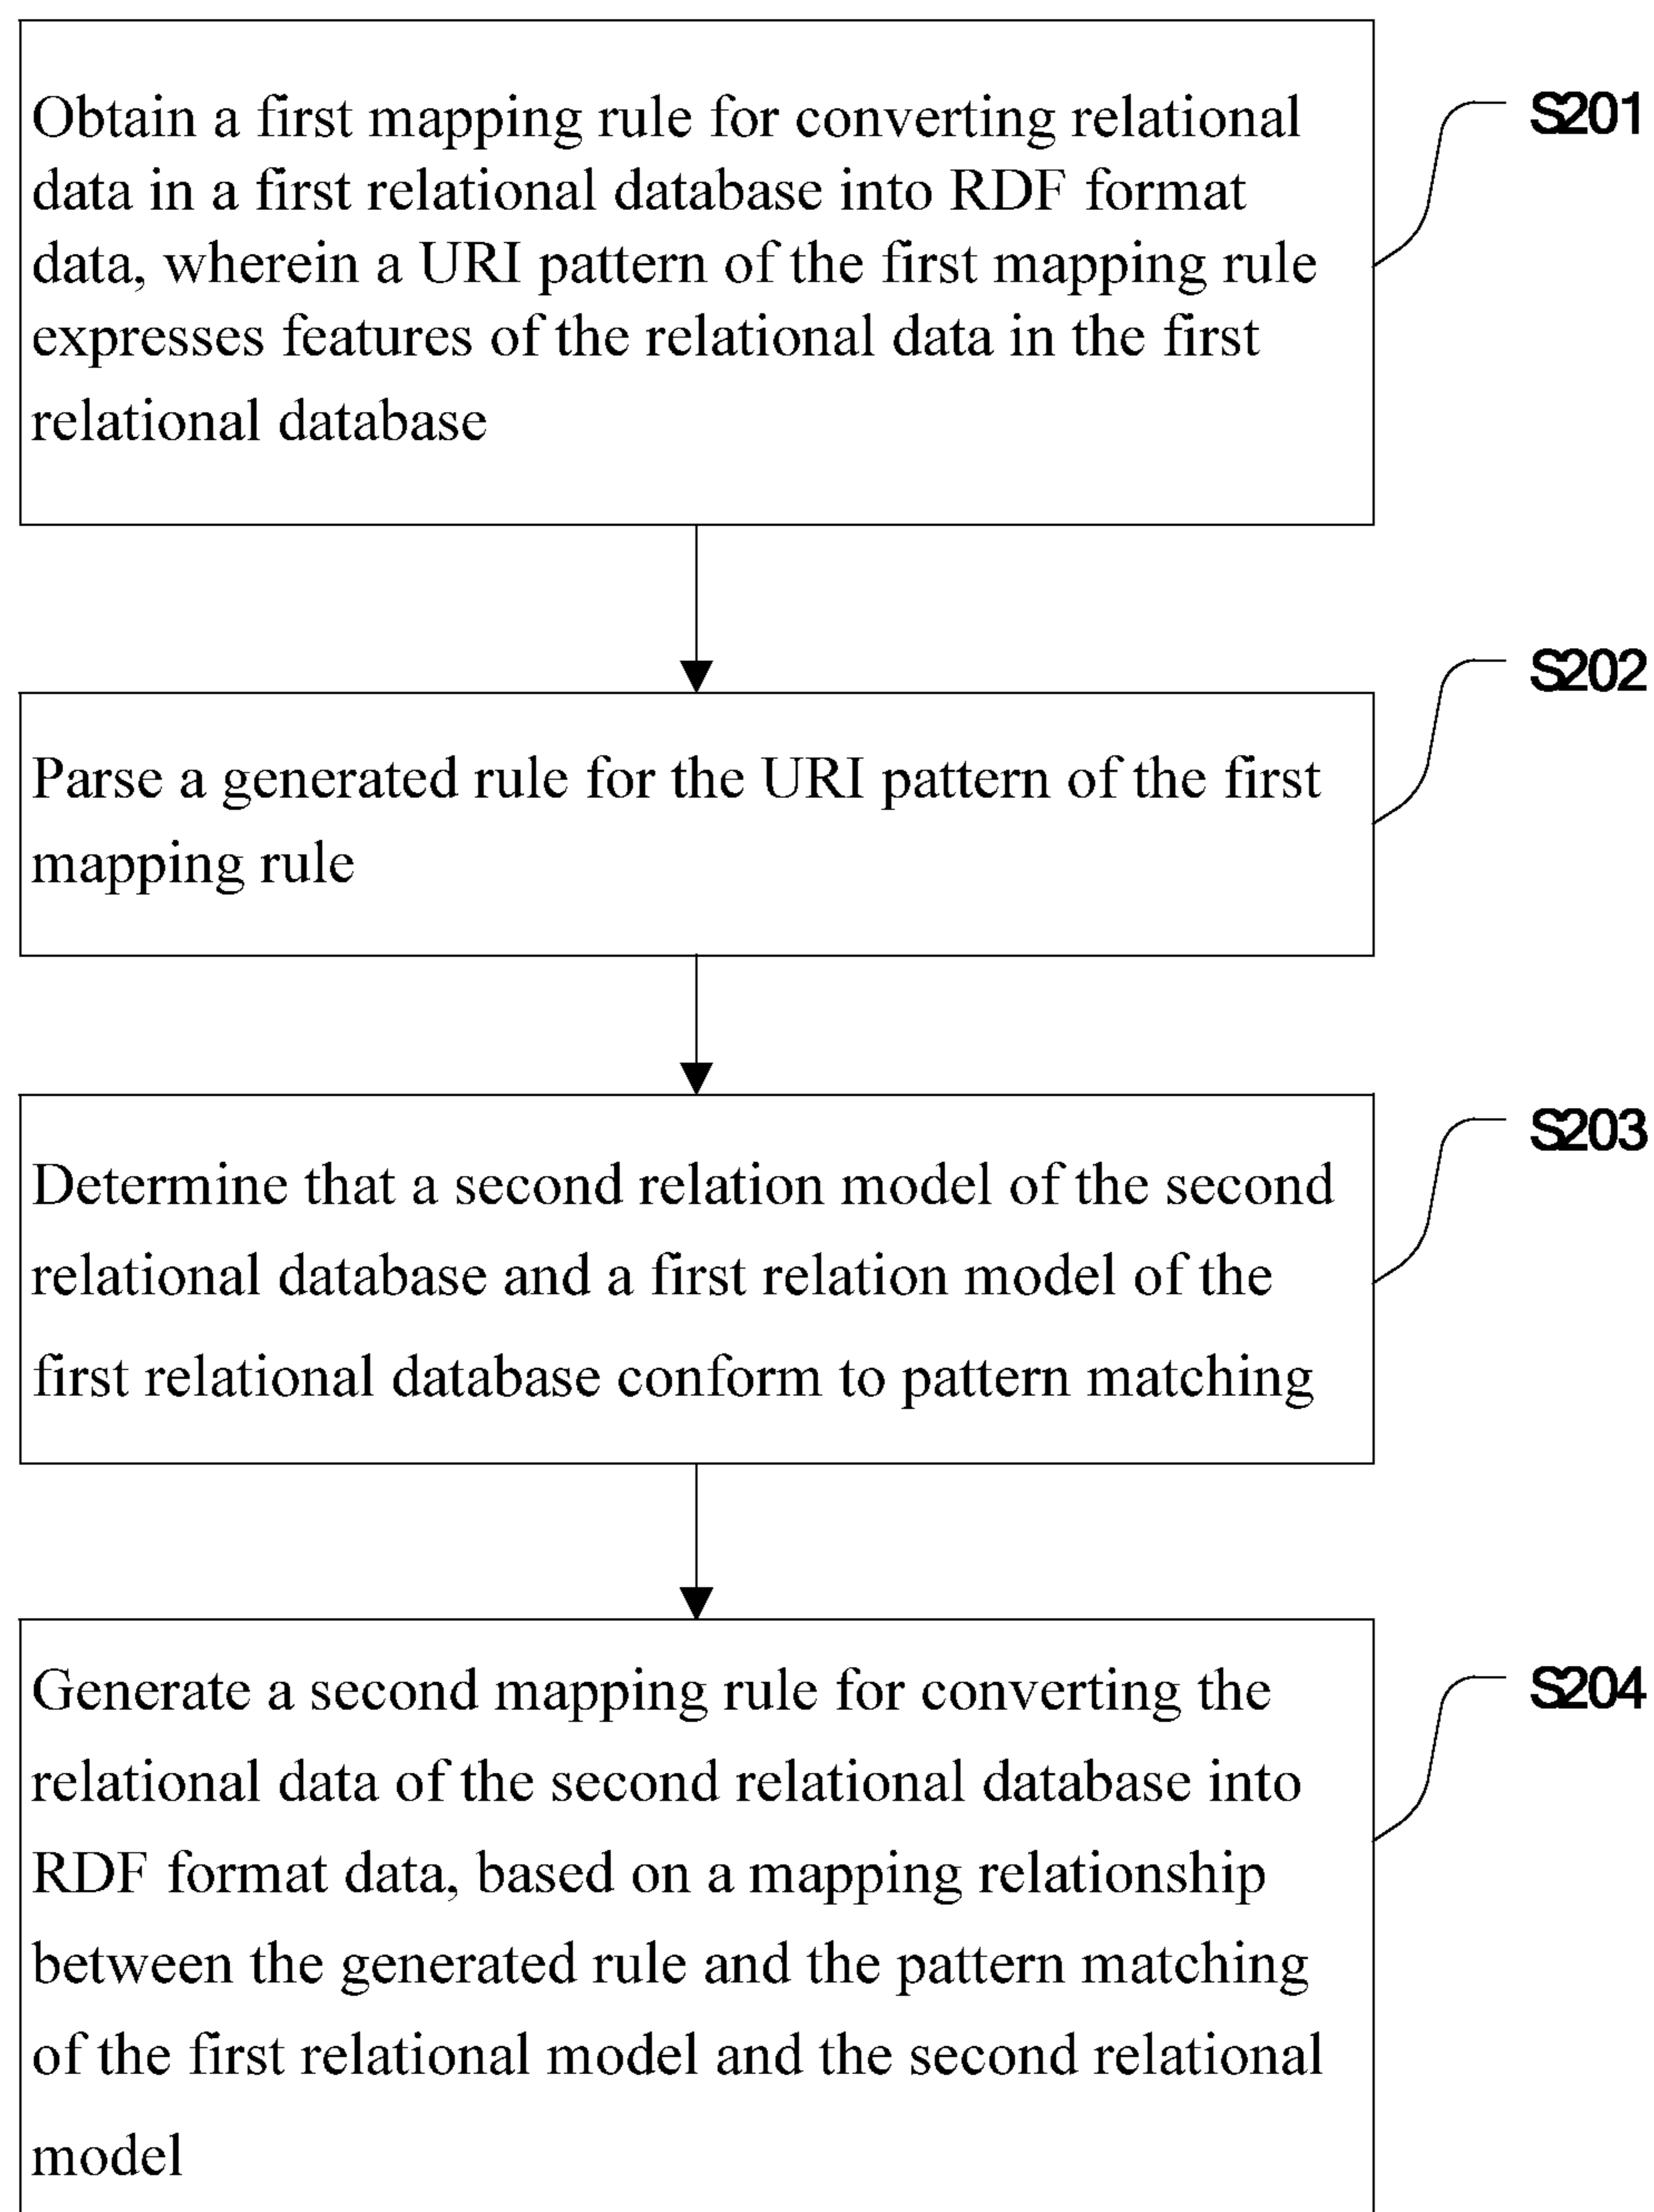 Obtain a first mapping rule for converting relational
data in a first relational database into RDF format
data, wherein a URI pattern of the first mapping rule
expresses features of the relational data in the first
relational database
S201
Parse a generated rule for the URI pattern of the first
mapping rule
S202
Determine that a second relation model of the second
relational database and a first relation model of the
first relational database conform to pattern matching
S203
Generate a second mapping rule for converting the
relational data of the second relational database into
RDF format data, based on a mapping relationship
between the generated rule and the pattern matching
of the first relational model and the second relational
model
S204